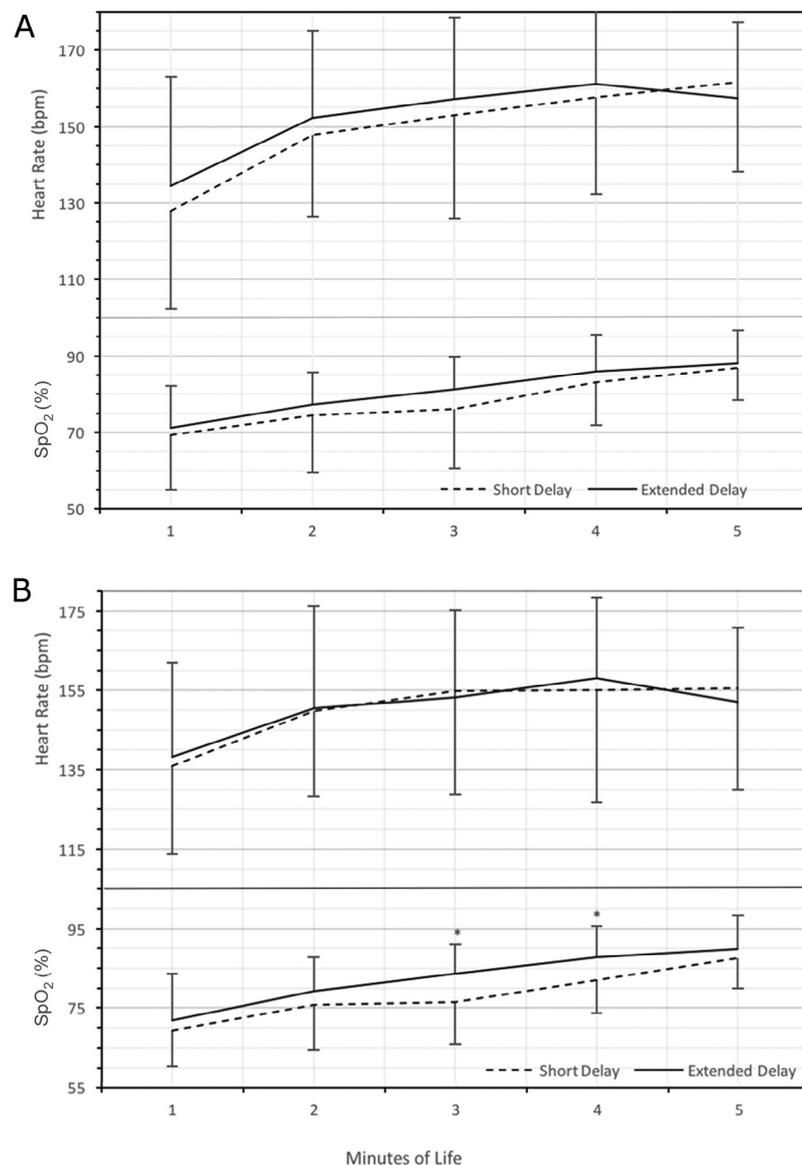 A
Heart Rate (bpm)
170
150
130
110
SpO2 (%)
90
70
50
Short Delay Extended Delay
1 2 3 4 5
B
Heart Rate (bpm)
175
155
135
115
SpO2 (%)
95
75
55
* *
Short Delay Extended Delay
1 2 3 4 5
Minutes of Life